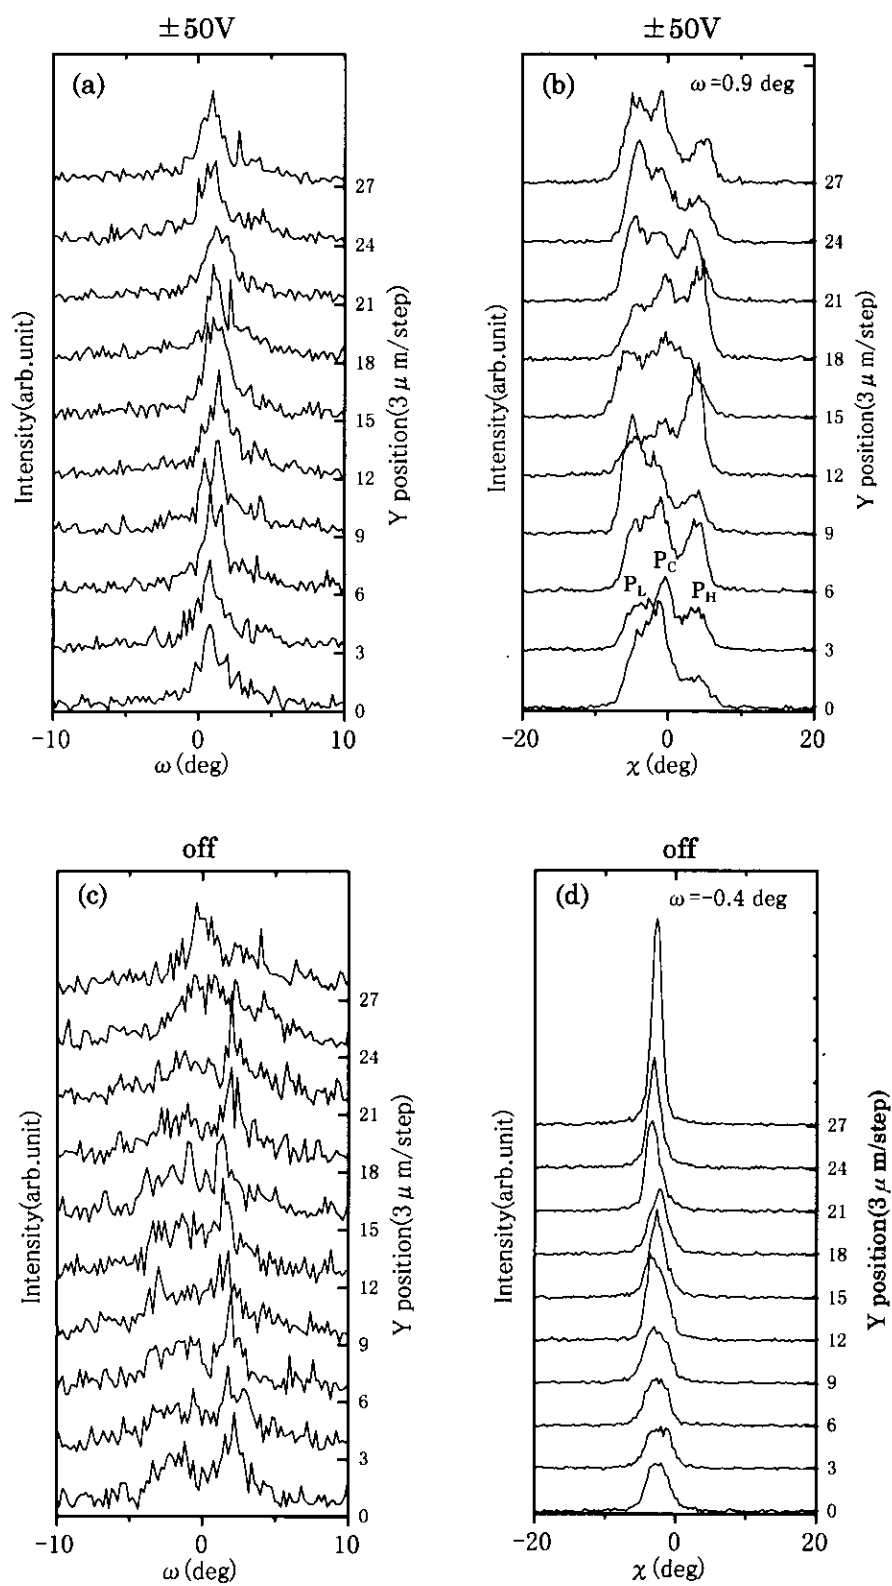 ±50V
(a)
Intensity(arb.unit)
27
24
21
18
15
12
9
6
3
0
Y position(3 μm/step)
-10
0
10
ω(deg)
±50V
(b)
ω=0.9 deg
Intensity(arb.unit)
27
24
21
18
15
12
9
6
3
0
P_L
P_C
P_H
Y position(3 μm/step)
-20
0
20
χ(deg)
off
(c)
Intensity(arb.unit)
27
24
21
18
15
12
9
6
3
0
Y position(3 μm/step)
-10
0
10
ω(deg)
off
(d)
ω=-0.4 deg
Intensity(arb.unit)
27
24
21
18
15
12
9
6
3
0
Y position(3 μm/step)
-20
0
20
χ(deg)